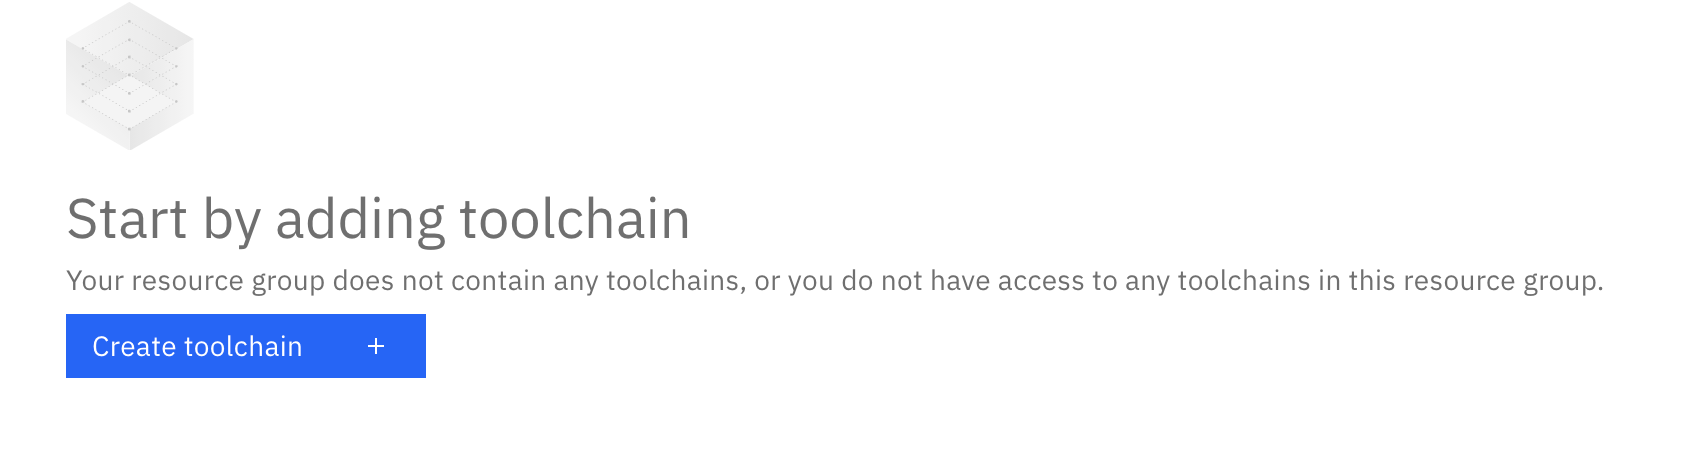 Start by adding toolchain
Your resource group does not contain any toolchains, or you do not have access to any toolchains in this resource group.
Create toolchain +